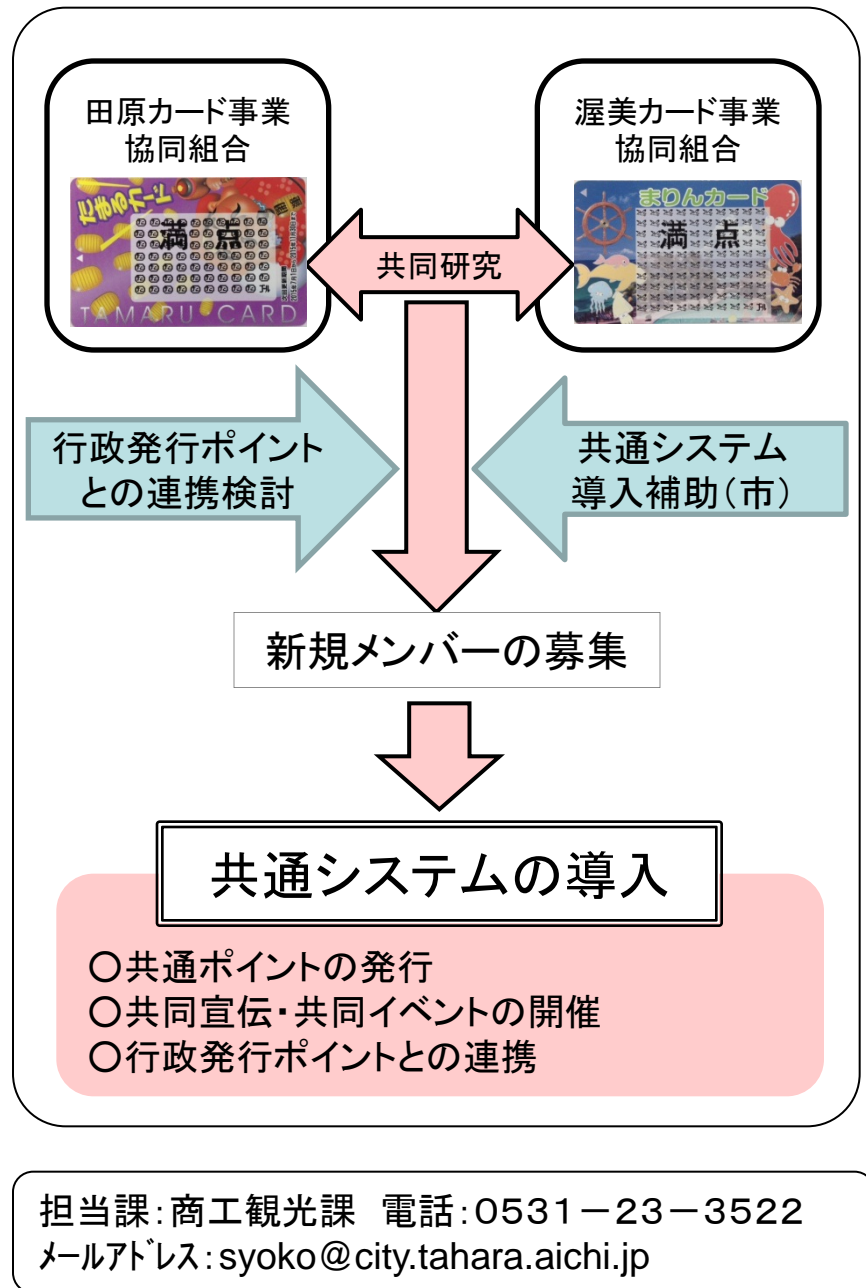 田原カード事業
協同組合
たまるカード
満点
TAMARU CARD
渥美カード事業
協同組合
まりんカード
満点
共同研究
行政発行ポイント
との連携検討
共通システム
導入補助(市)
新規メンバーの募集
共通システムの導入
○共通ポイントの発行
○共同宣伝・共同イベントの開催
○行政発行ポイントとの連携
担当課:商工観光課 電話:0531-23-3522
メールアドレス:syoko@city.tahara.aichi.jp